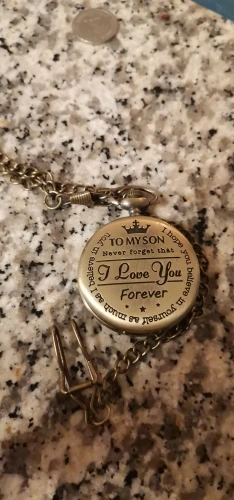 TO MY SON
Never forget that
I Love You
Forever
I hope you believe in yourself as much as I believe in you